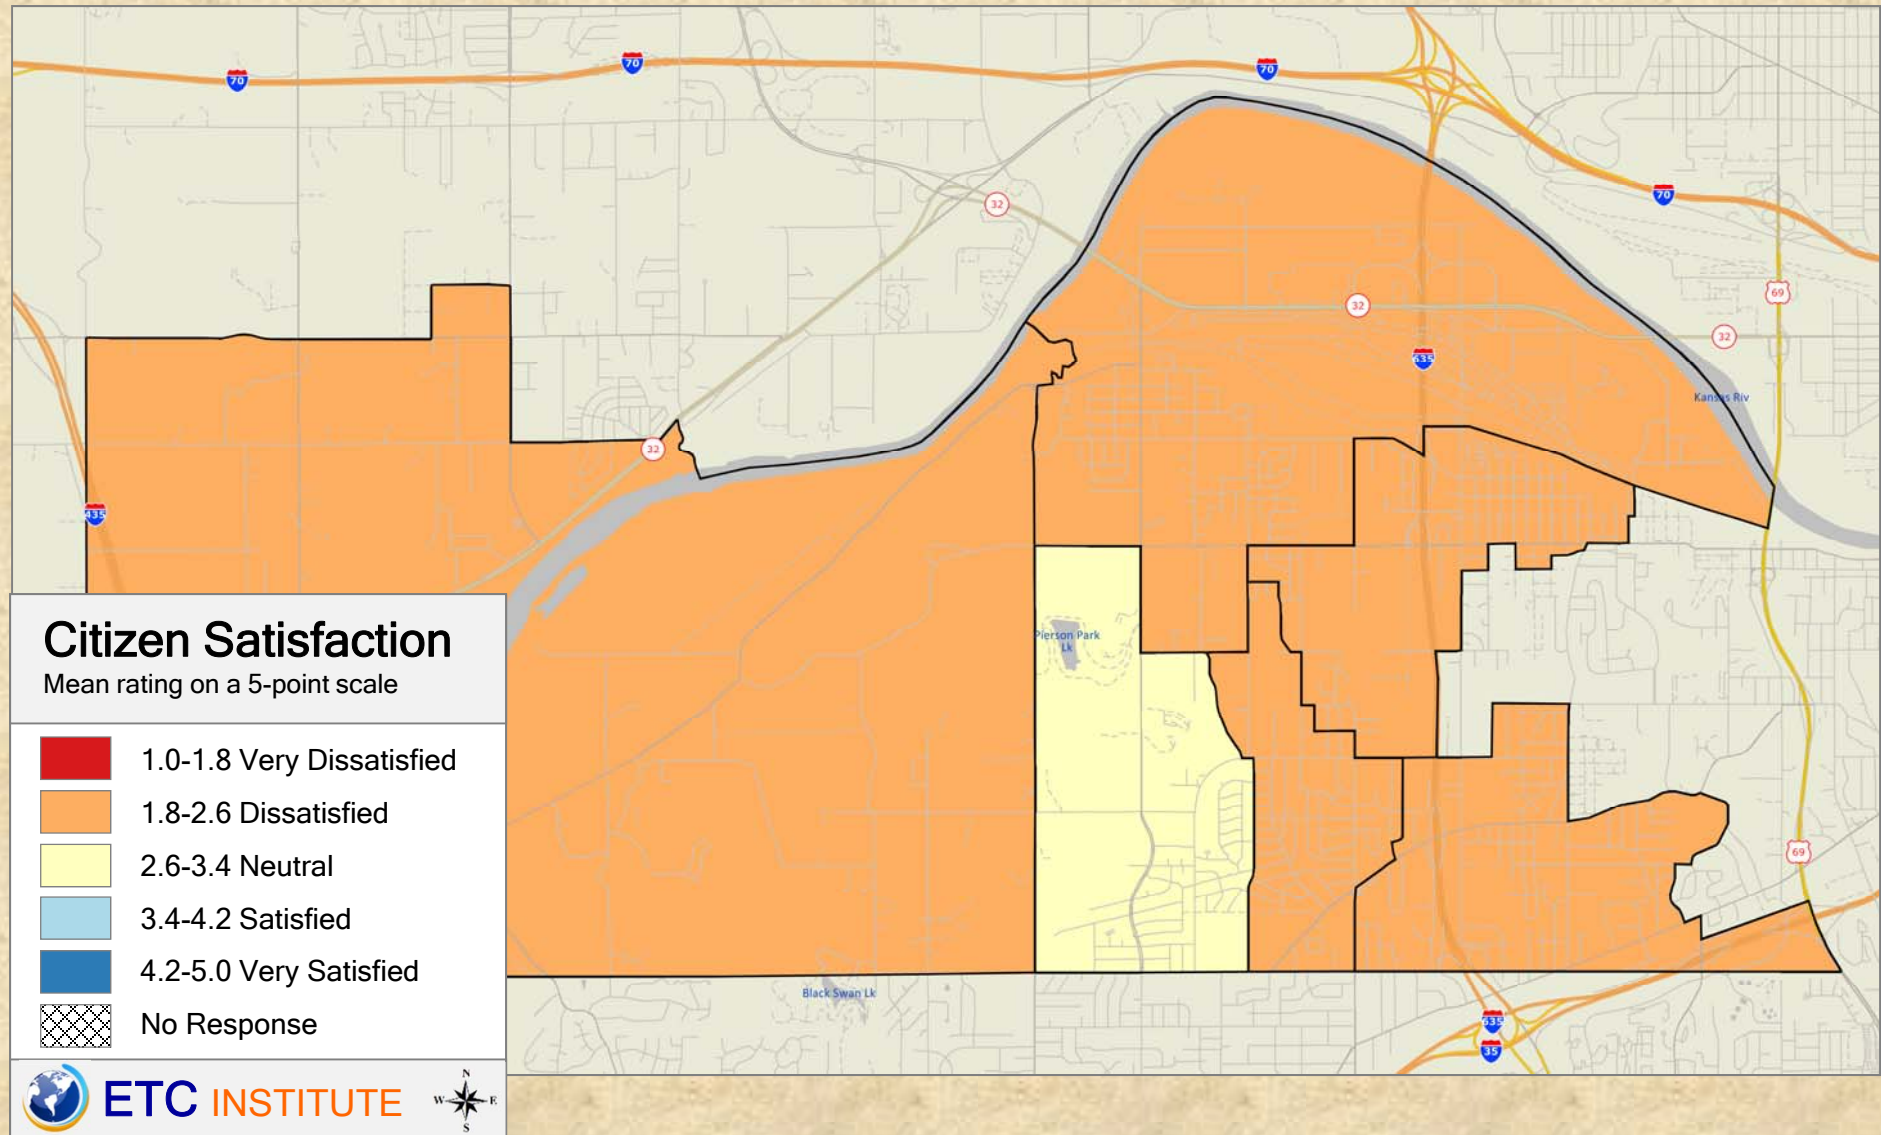 70
70
70
70
32
69
32
32
635
Kansas Riv
32
435
Pierson Park
Lk
69
Black Swan Lk
635
35
Citizen Satisfaction
Mean rating on a 5-point scale
1.0-1.8 Very Dissatisfied
1.8-2.6 Dissatisfied
2.6-3.4 Neutral
3.4-4.2 Satisfied
4.2-5.0 Very Satisfied
No Response
ETC INSTITUTE
N
W E
S